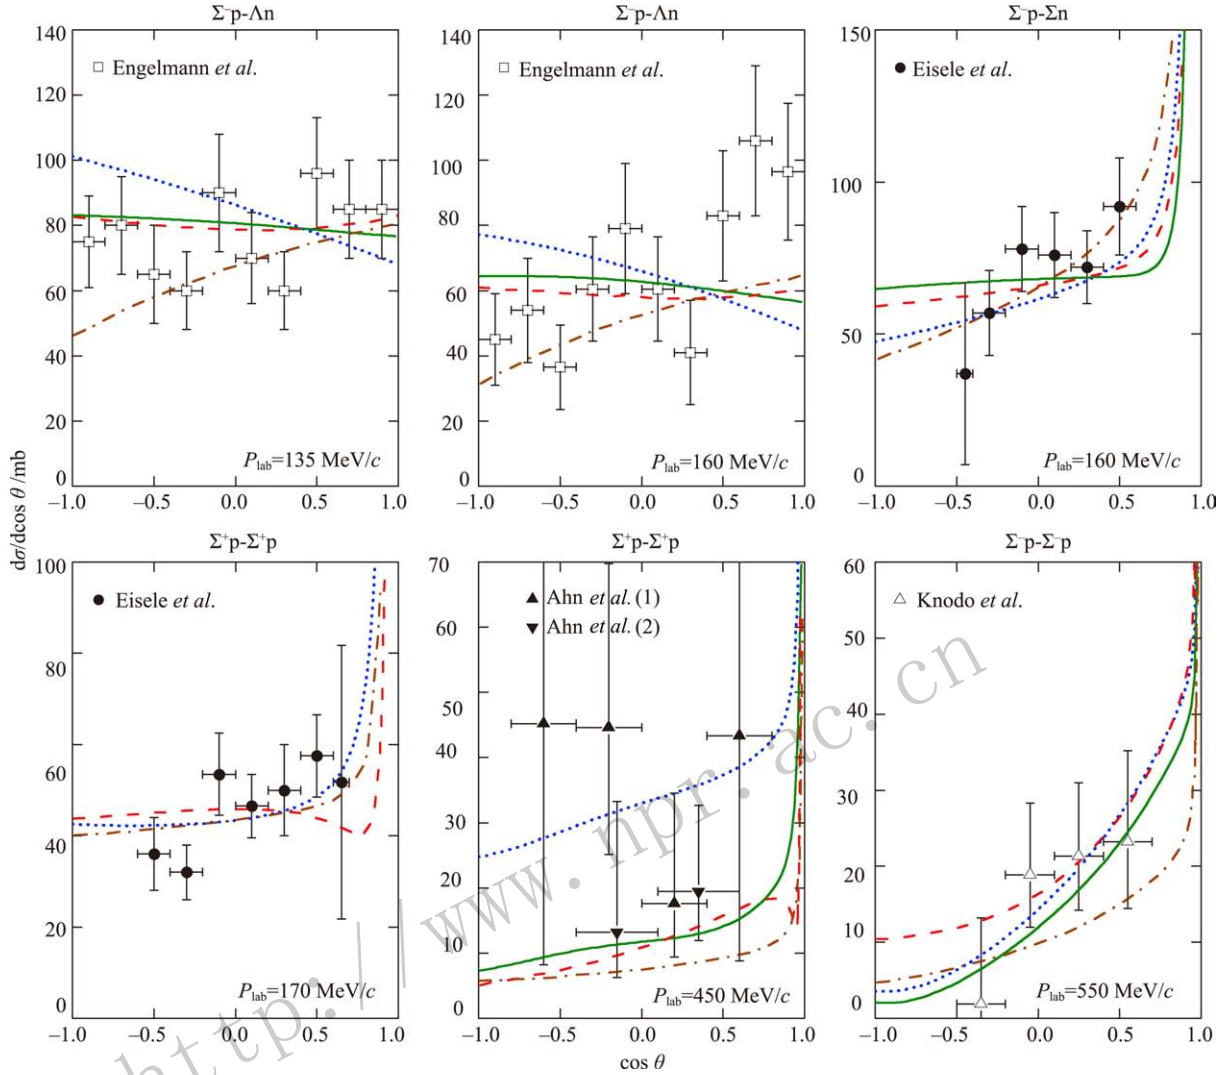 Σ⁻p-Λn
Σ⁻p-Λn
Σ⁻p-Σn
140
120
100
80
60
40
20
0
Engelmann et al.
P_lab=135 MeV/c
−1.0 −0.5 0.0 0.5 1.0
140
120
100
80
60
40
20
0
Engelmann et al.
P_lab=160 MeV/c
−1.0 −0.5 0.0 0.5 1.0
150
100
50
0
Eisele et al.
P_lab=160 MeV/c
−1.0 −0.5 0.0 0.5 1.0
dσ/dcos θ /mb
Σ⁺p-Σ⁺p
Σ⁺p-Σ⁺p
Σ⁻p-Σ⁻p
100
80
60
40
20
0
Eisele et al.
P_lab=170 MeV/c
−1.0 −0.5 0.0 0.5 1.0
70
60
50
40
30
20
10
0
Ahn et al. (1)
Ahn et al. (2)
P_lab=450 MeV/c
−1.0 −0.5 0.0 0.5 1.0
60
50
40
30
20
10
0
Knodo et al.
P_lab=550 MeV/c
−1.0 −0.5 0.0 0.5 1.0
cos θ
http://www.npr.ac.cn